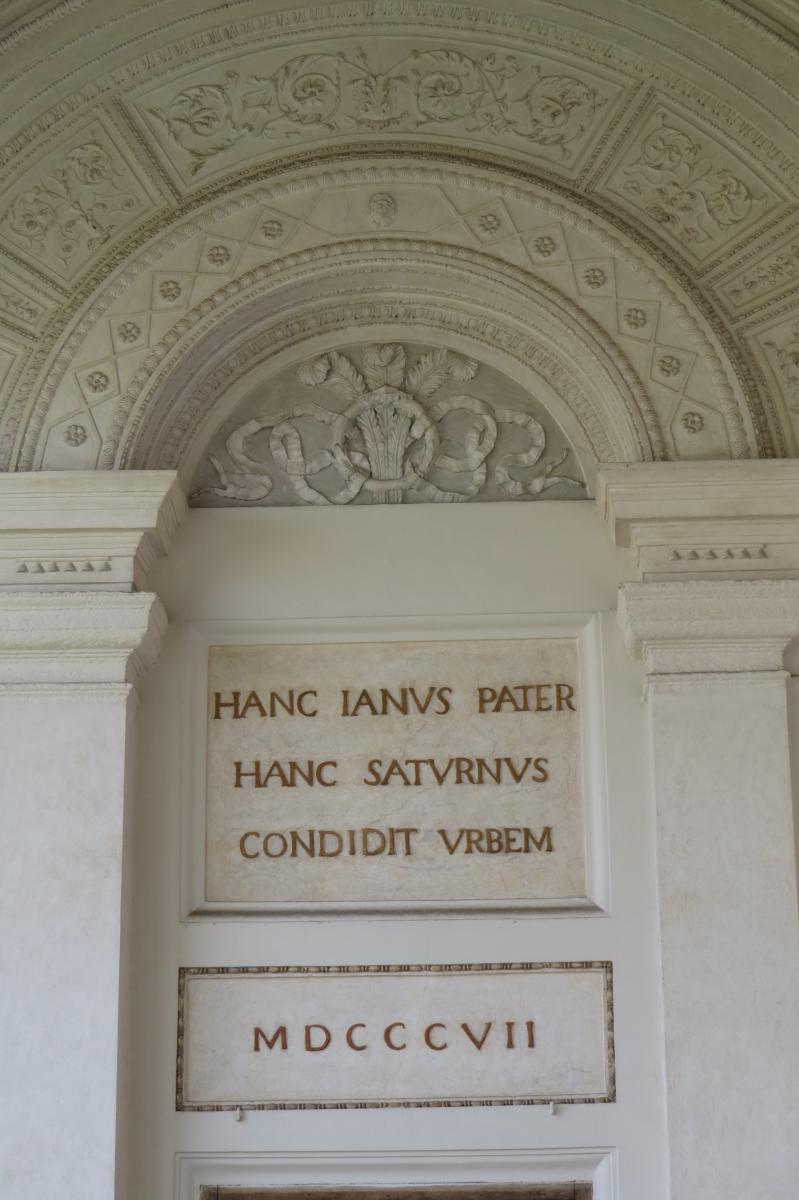 HANC IANVS PATER
HANC SATVRNVS
CONDIDIT VRBEM
MDCCCVII